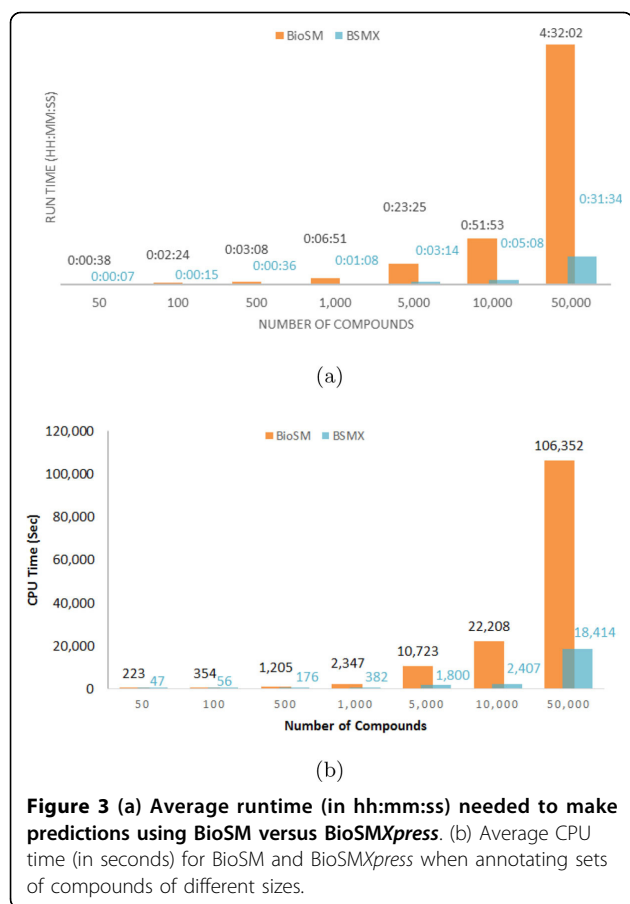 BioSM BSMX
4:32:02
RUN TIME (HH:MM:SS)
0:31:34
0:23:25
0:51:53
0:06:51
0:03:08
0:02:24
0:00:38
0:05:08
0:03:14
0:01:08
0:00:36
0:00:15
0:00:07
50 100 500 1,000 5,000 10,000 50,000
NUMBER OF COMPOUNDS
(a)
120,000
BioSM BSMX
106,352
100,000
CPU Time (Sec)
80,000
60,000
40,000
22,208
20,000
18,414
10,723
223 47 354 56 1,205 176 2,347 382 1,800 2,407
0
50 100 500 1,000 5,000 10,000 50,000
Number of Compounds
(b)
Figure 3 (a) Average runtime (in hh:mm:ss) needed to make
predictions using BioSM versus BioSMXpress. (b) Average CPU
time (in seconds) for BioSM and BioSMXpress when annotating sets
of compounds of different sizes.